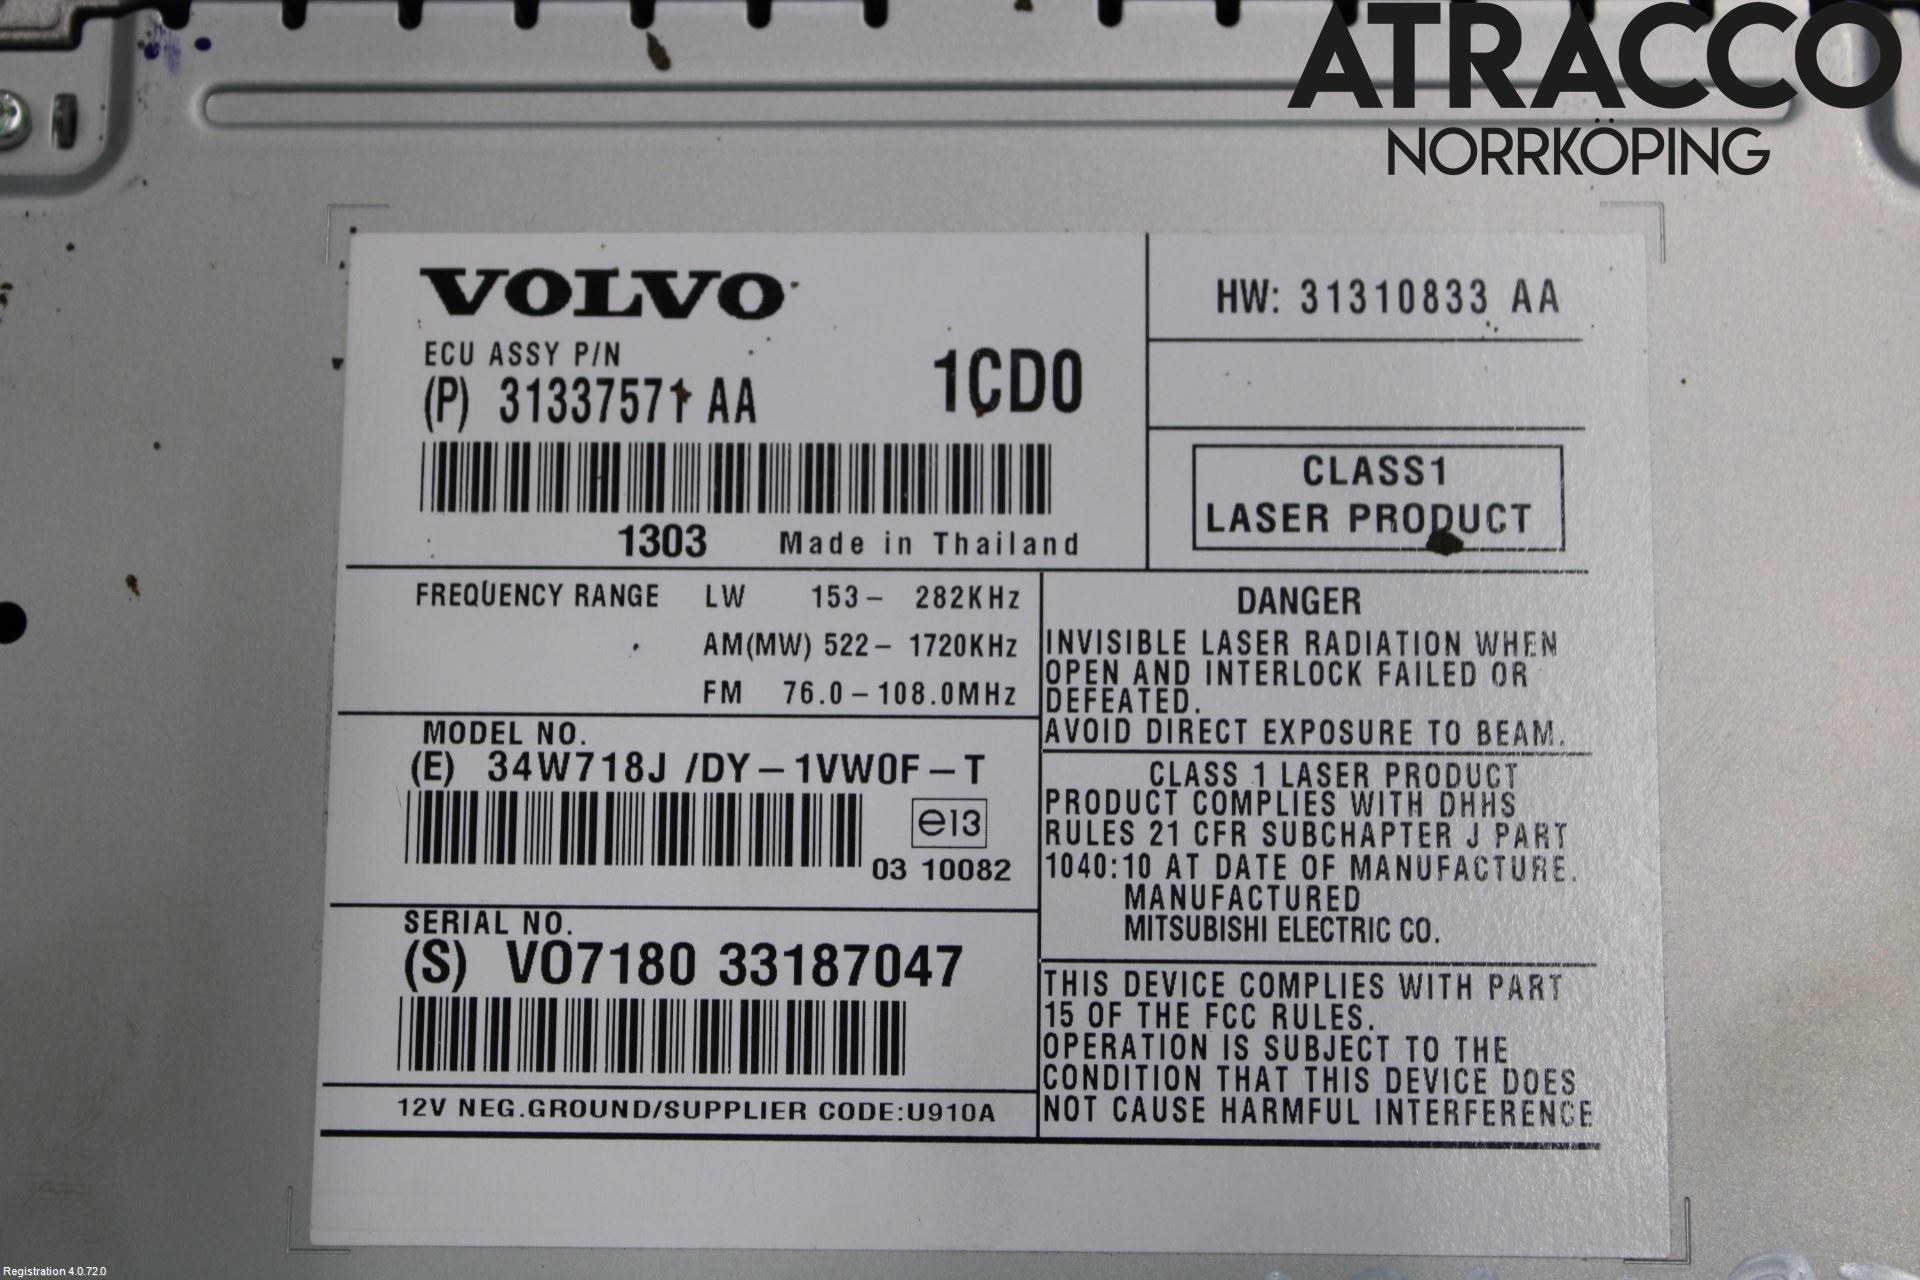 ATRACCO
NORRKÖPING
VOLVO
ECU ASSY P/N
(P) 31337571 AA
1CD0
1303
Made in Thailand
HW: 31310833 AA
CLASS1
LASER PRODUCT
FREQUENCY RANGE LW 153- 282KHz
AM(MW) 522- 1720KHz
FM 76.0-108.0MHz
MODEL NO.
(E) 34W718J /DY-1VW0F-T
e13
03 10082
SERIAL NO.
(S) VO7180 33187047
12V NEG.GROUND/SUPPLIER CODE:U910A
DANGER
INVISIBLE LASER RADIATION WHEN
OPEN AND INTERLOCK FAILED OR
DEFEATED.
AVOID DIRECT EXPOSURE TO BEAM.
CLASS 1 LASER PRODUCT
PRODUCT COMPLIES WITH DHHS
RULES 21 CFR SUBCHAPTER J PART
1040:10 AT DATE OF MANUFACTURE.
MANUFACTURED
MITSUBISHI ELECTRIC CO.
THIS DEVICE COMPLIES WITH PART
15 OF THE FCC RULES.
OPERATION IS SUBJECT TO THE
CONDITION THAT THIS DEVICE DOES
NOT CAUSE HARMFUL INTERFERENCE
Registration 4.0.72.0